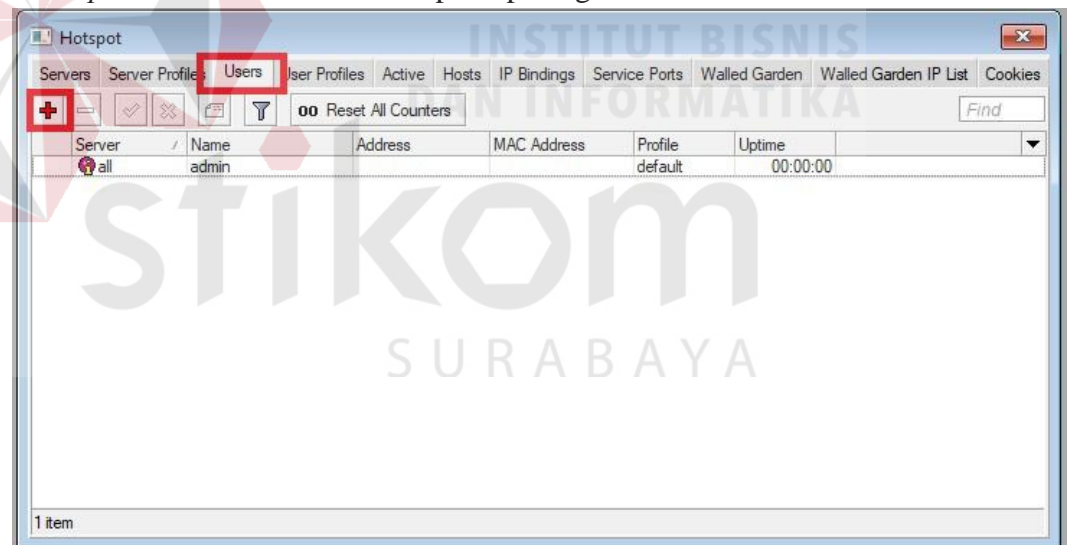 Hotspot
Servers Server Profiles Users User Profiles Active Hosts IP Bindings Service Ports Walled Garden Walled Garden IP List Cookies
00 Reset All Counters Find
Server Name Address MAC Address Profile Uptime
all admin default 00:00:00
1 item
INSTITUT BISNIS
DAN INFORMATIKA
stikom
SURABAYA